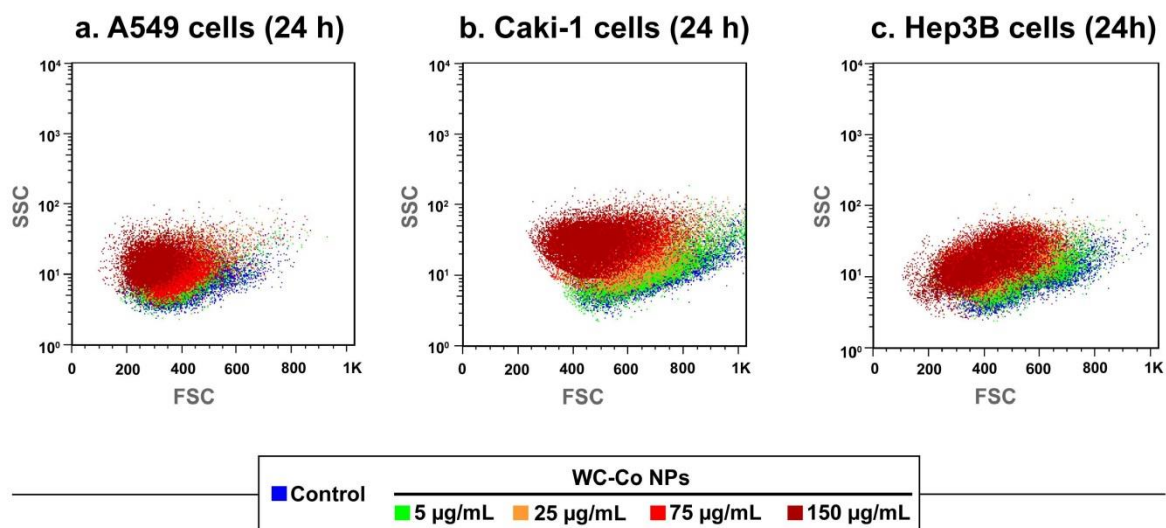 a. A549 cells (24 h)
b. Caki-1 cells (24 h)
c. Hep3B cells (24h)
10⁴
10³
10²
10¹
10⁰
SSC
0 200 400 600 800 1K
FSC
10⁴
10³
10²
10¹
10⁰
SSC
0 200 400 600 800 1K
FSC
10⁴
10³
10²
10¹
10⁰
SSC
0 200 400 600 800 1K
FSC
WC-Co NPs
Control
5 µg/mL 25 µg/mL 75 µg/mL 150 µg/mL